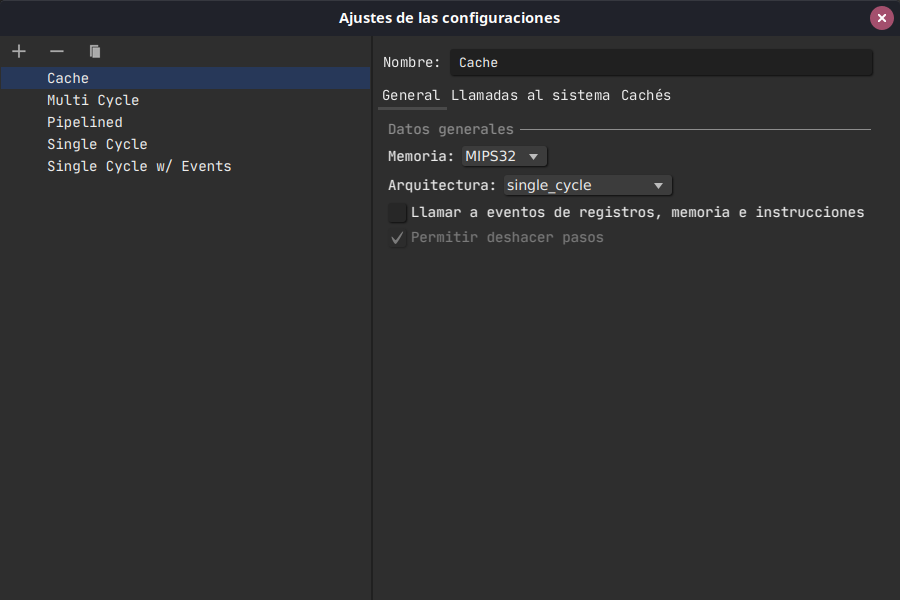 Ajustes de las configuraciones
Cache
Multi Cycle
Pipelined
Single Cycle
Single Cycle w/ Events
Nombre: Cache
General Llamadas al sistema Cachés
Datos generales
Memoria: MIPS32
Arquitectura: single_cycle
Llamar a eventos de registros, memoria e instrucciones
Permitir deshacer pasos